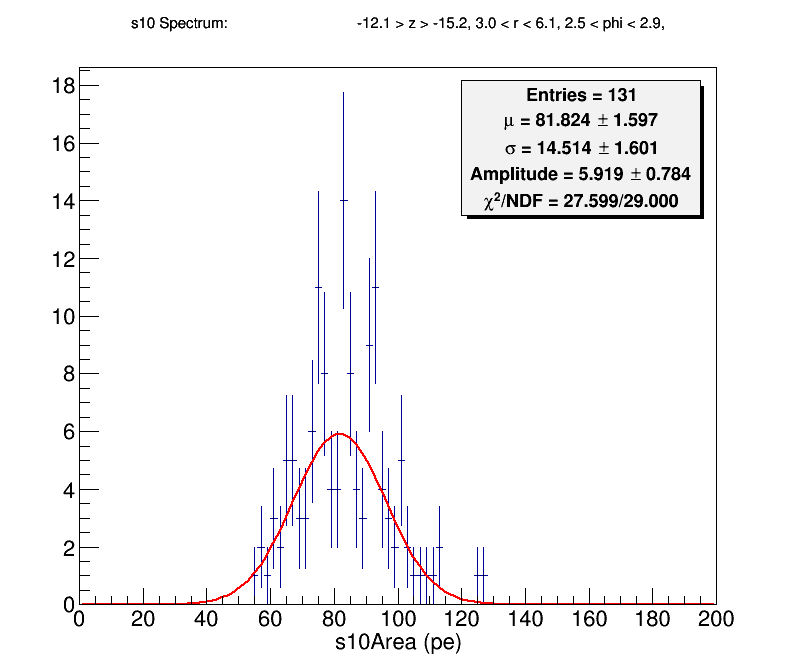 s10 Spectrum: -12.1 > z > -15.2, 3.0 < r < 6.1, 2.5 < phi < 2.9,
Entries = 131
μ = 81.824 ± 1.597
σ = 14.514 ± 1.601
Amplitude = 5.919 ± 0.784
χ²/NDF = 27.599/29.000
18
16
14
12
10
8
6
4
2
0
0 20 40 60 80 100 120 140 160 180 200
s10Area (pe)